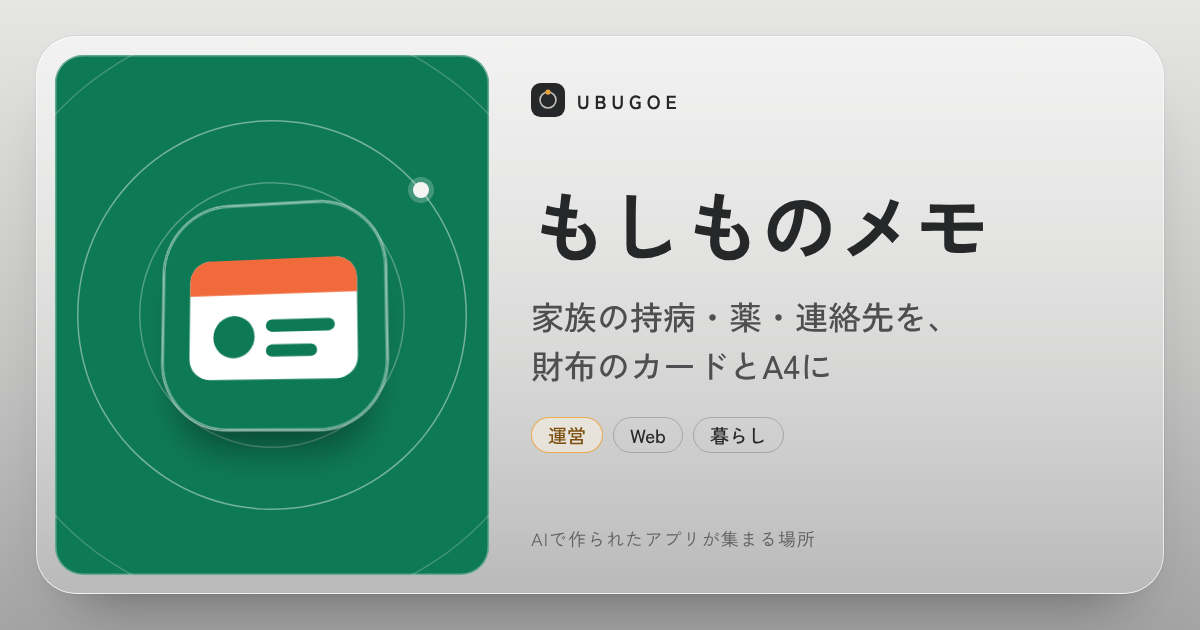 UBUGOE
もしものメモ
家族の持病・薬・連絡先を、
財布のカードとA4に
運営 Web 暮らし
AIで作られたアプリが集まる場所